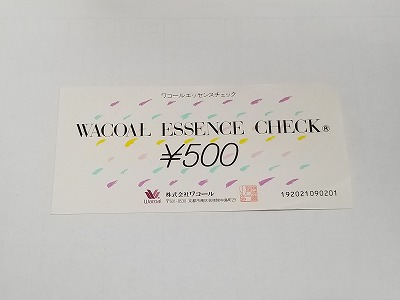 ワコールエッセンスチェック
WACOAL ESSENCE CHECK®
¥500
Wacoal
株式会社ワコール
192021090201